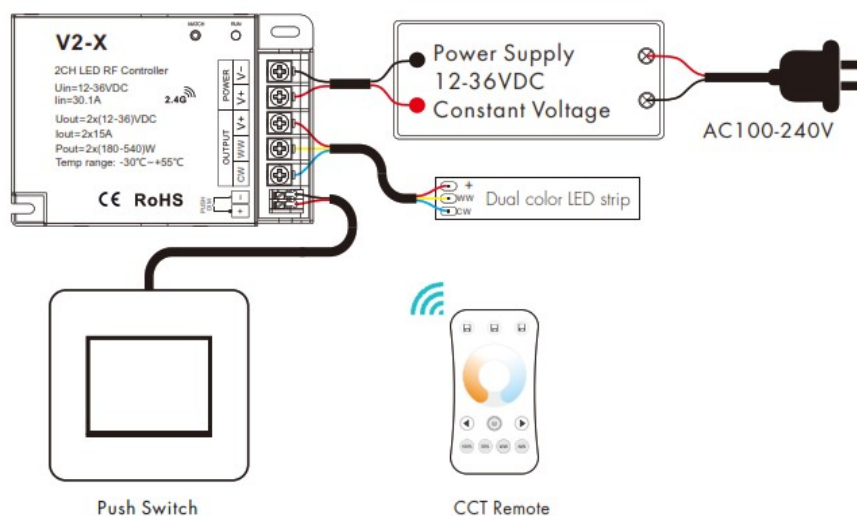 MATCH
RUN
V2-X
2CH LED RF Controller
Uin=12-36VDC
Iin=30.1A
2.4G
Uout=2x(12-36)VDC
Iout=2x15A
Pout=2x(180-540)W
Temp range: -30℃~+55℃
CE RoHS
POWER
V−
V+
OUTPUT
V+
WW
CW
PUSH
DIM
−
+
Power Supply
12-36VDC
Constant Voltage
AC100-240V
+
WW
CW
Dual color LED strip
Push Switch
CCT Remote